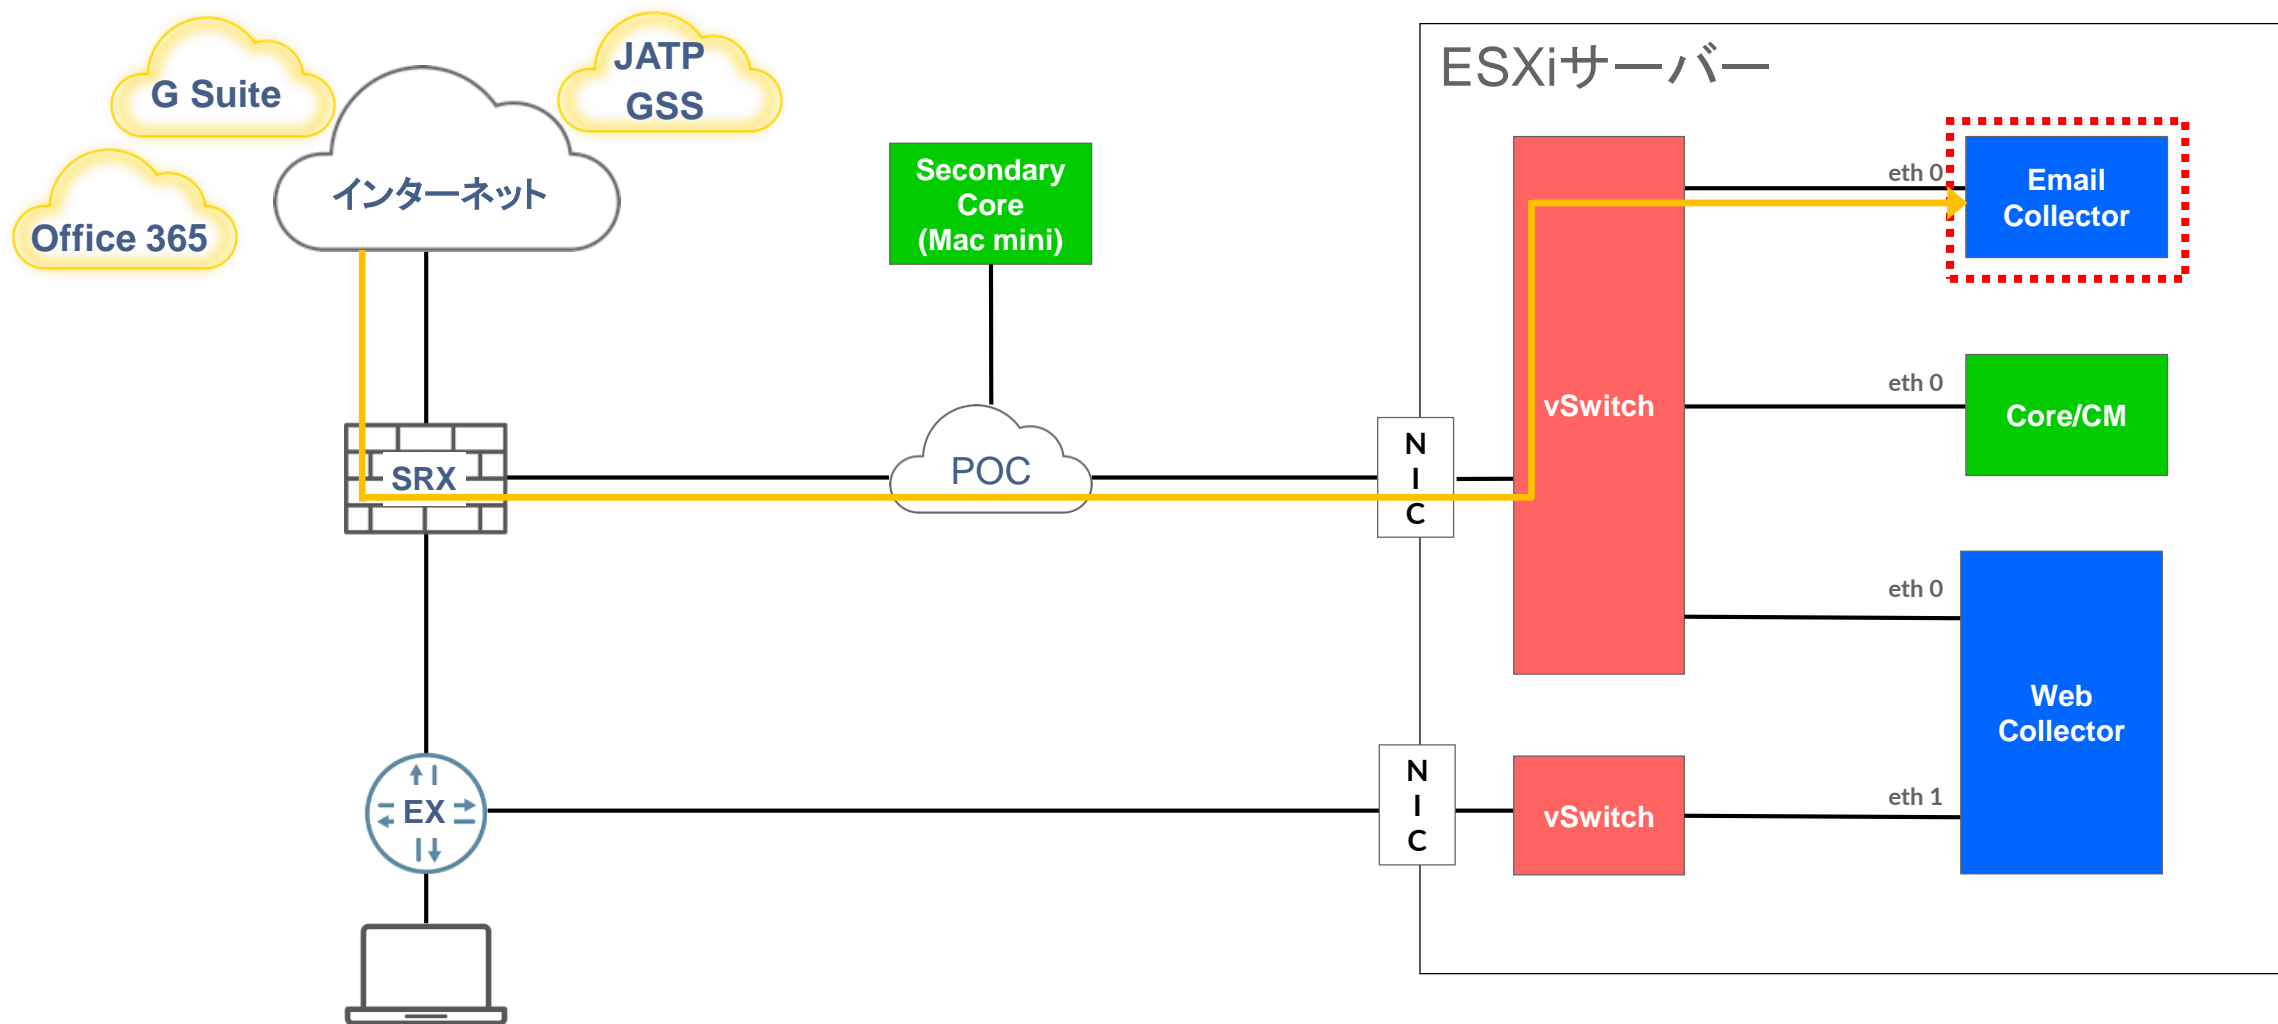 G Suite
JATP
GSS
Office 365
インターネット
ESXiサーバー
Secondary
Core
(Mac mini)
eth 0
Email
Collector
vSwitch
eth 0
Core/CM
SRX
POC
N
I
C
eth 0
Web
Collector
EX
N
I
C
vSwitch
eth 1